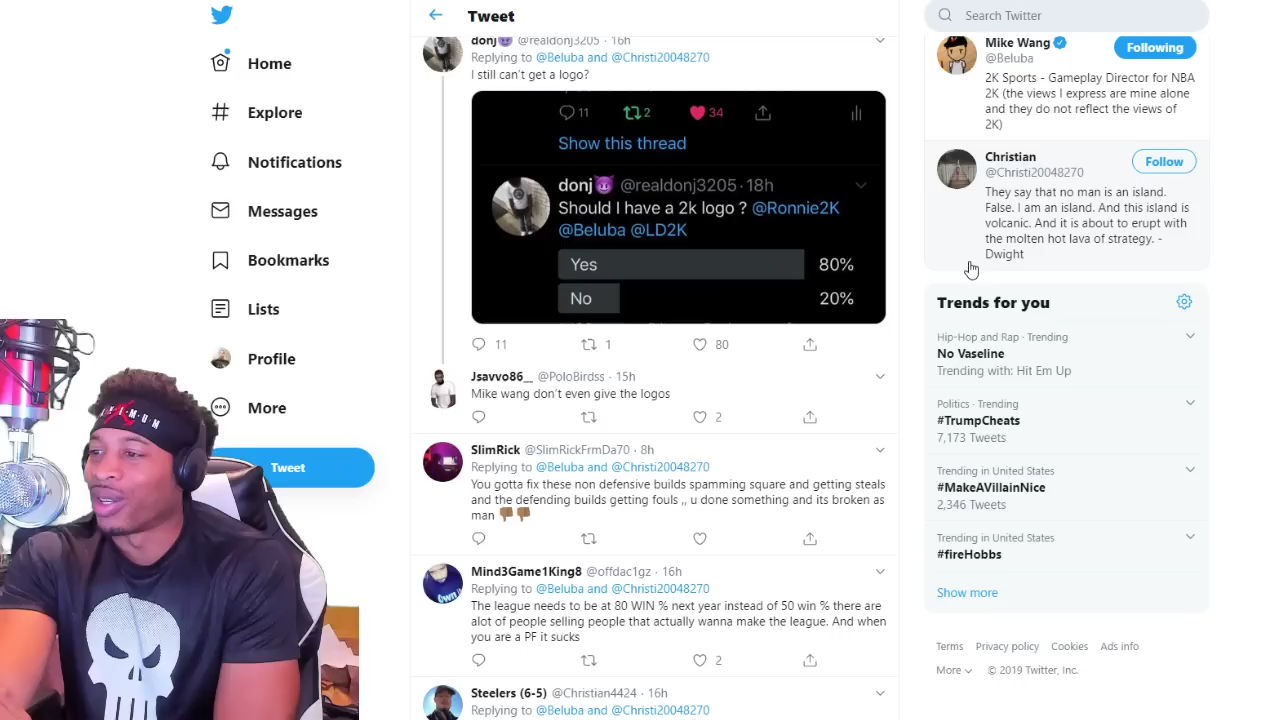 Home
Explore
Notifications
Messages
Bookmarks
Lists
Profile
More
Tweet
Tweet
donj😈 @realdonj3205 · 16h
Replying to @Beluba and @Christi20048270
I still can't get a logo?
11 2 34
Show this thread
donj😈 @realdonj3205 · 18h
Should I have a 2k logo ? @Ronnie2K
@Beluba @LD2K
Yes 80%
No 20%
11 1 80
Jsavvo86__ @PoloBirdss · 15h
Mike wang don't even give the logos
2
SlimRick @SlimRickFrmDa70 · 8h
Replying to @Beluba and @Christi20048270
You gotta fix these non defensive builds spamming square and getting steals
and the defending builds getting fouls ,, u done something and its broken as
man 👎🏾👎🏾
Mind3Game1King8 @offdac1gz · 16h
Replying to @Beluba and @Christi20048270
The league needs to be at 80 WIN % next year instead of 50 win % there are
alot of people selling people that actually wanna make the league. And when
you are a PF it sucks
2
Steelers (6-5) @Christian4424 · 16h
Replying to @Beluba and @Christi20048270
Search Twitter
Mike Wang
@Beluba
Following
2K Sports - Gameplay Director for NBA
2K (the views I express are mine alone
and they do not reflect the views of
2K)
Christian
@Christi20048270
Follow
They say that no man is an island.
False. I am an island. And this island is
volcanic. And it is about to erupt with
the molten hot lava of strategy. -
Dwight
Trends for you
Hip-Hop and Rap · Trending
No Vaseline
Trending with: Hit Em Up
Politics · Trending
#TrumpCheats
7,173 Tweets
Trending in United States
#MakeAVillainNice
2,346 Tweets
Trending in United States
#fireHobbs
Show more
Terms Privacy policy Cookies Ads info
More © 2019 Twitter, Inc.